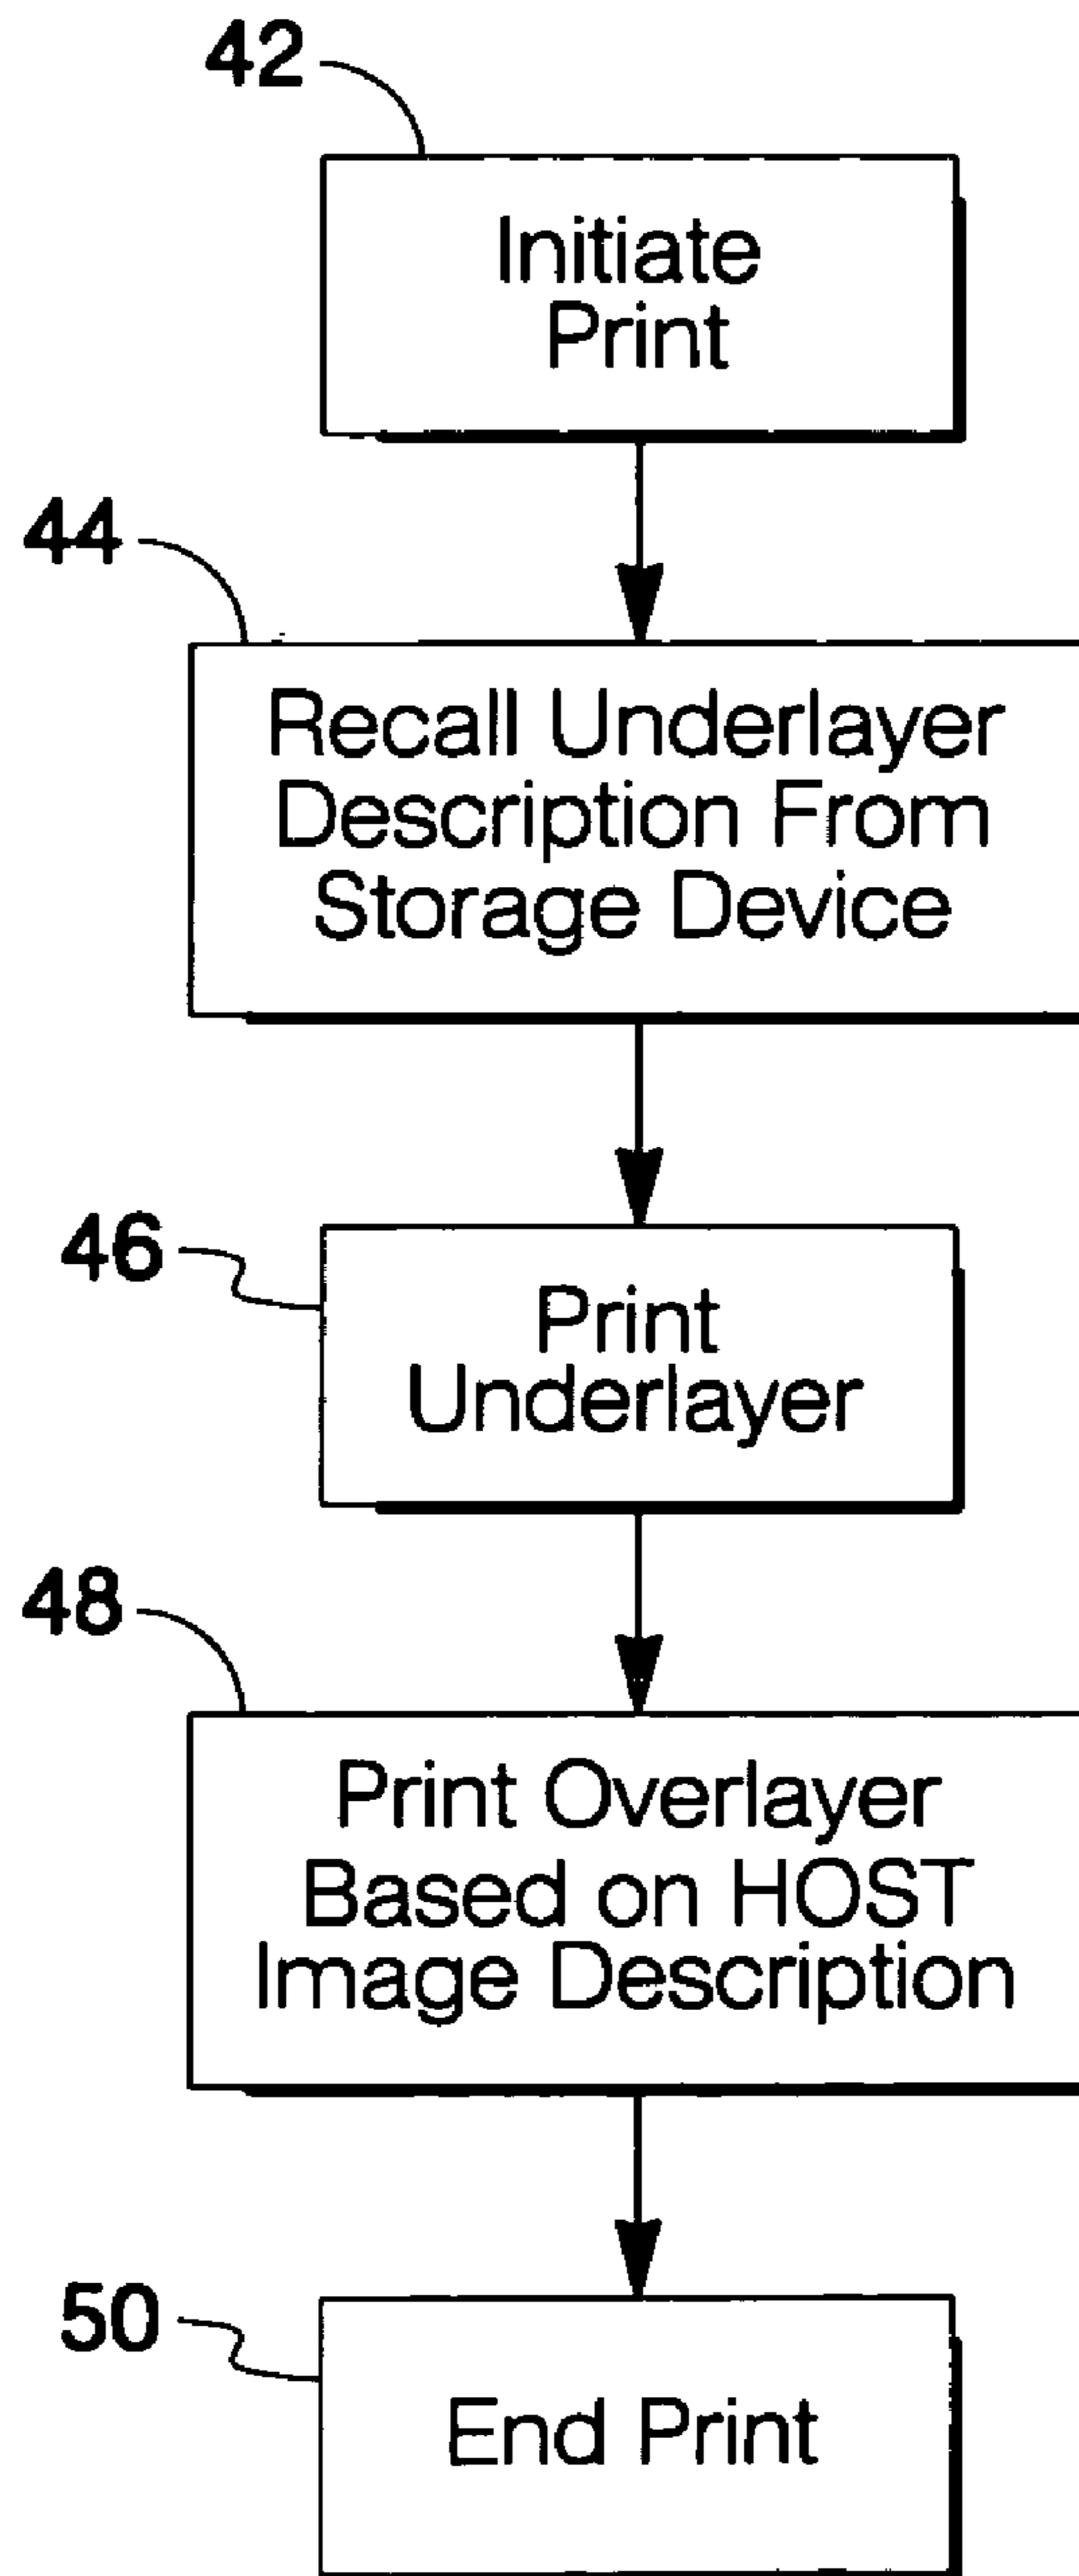 42
Initiate
Print
44
Recall Underlayer
Description From
Storage Device
46
Print
Underlayer
48
Print Overlayer
Based on HOST
Image Description
50
End Print